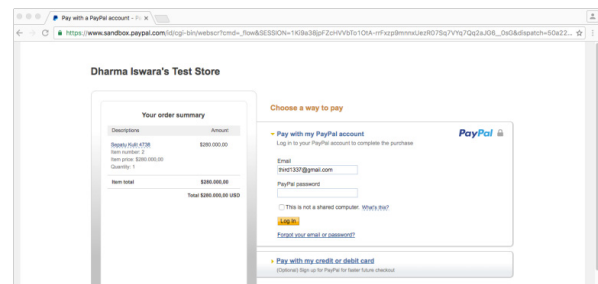 Pay with a PayPal account - Pa
https://www.sandbox.paypal.com/id/cgi-bin/webscr?cmd=_flow&SESSION=
Dharma Iswara's Test Store
Your order summary
Descriptions Amount
Sepatu Kulit 4738 $280.000,00
Item number: 2
Item price: $280.000,00
Quantity: 1
Item total $280.000,00
Total $280.000,00 USD
Choose a way to pay
Pay with my PayPal account PayPal
Log in to your PayPal account to complete the purchase
Email
third1337@gmail.com
PayPal password
This is not a shared computer. What's this?
Log In
Forgot your email or password?
Pay with my credit or debit card
(Optional) Sign up for PayPal for faster future checkout